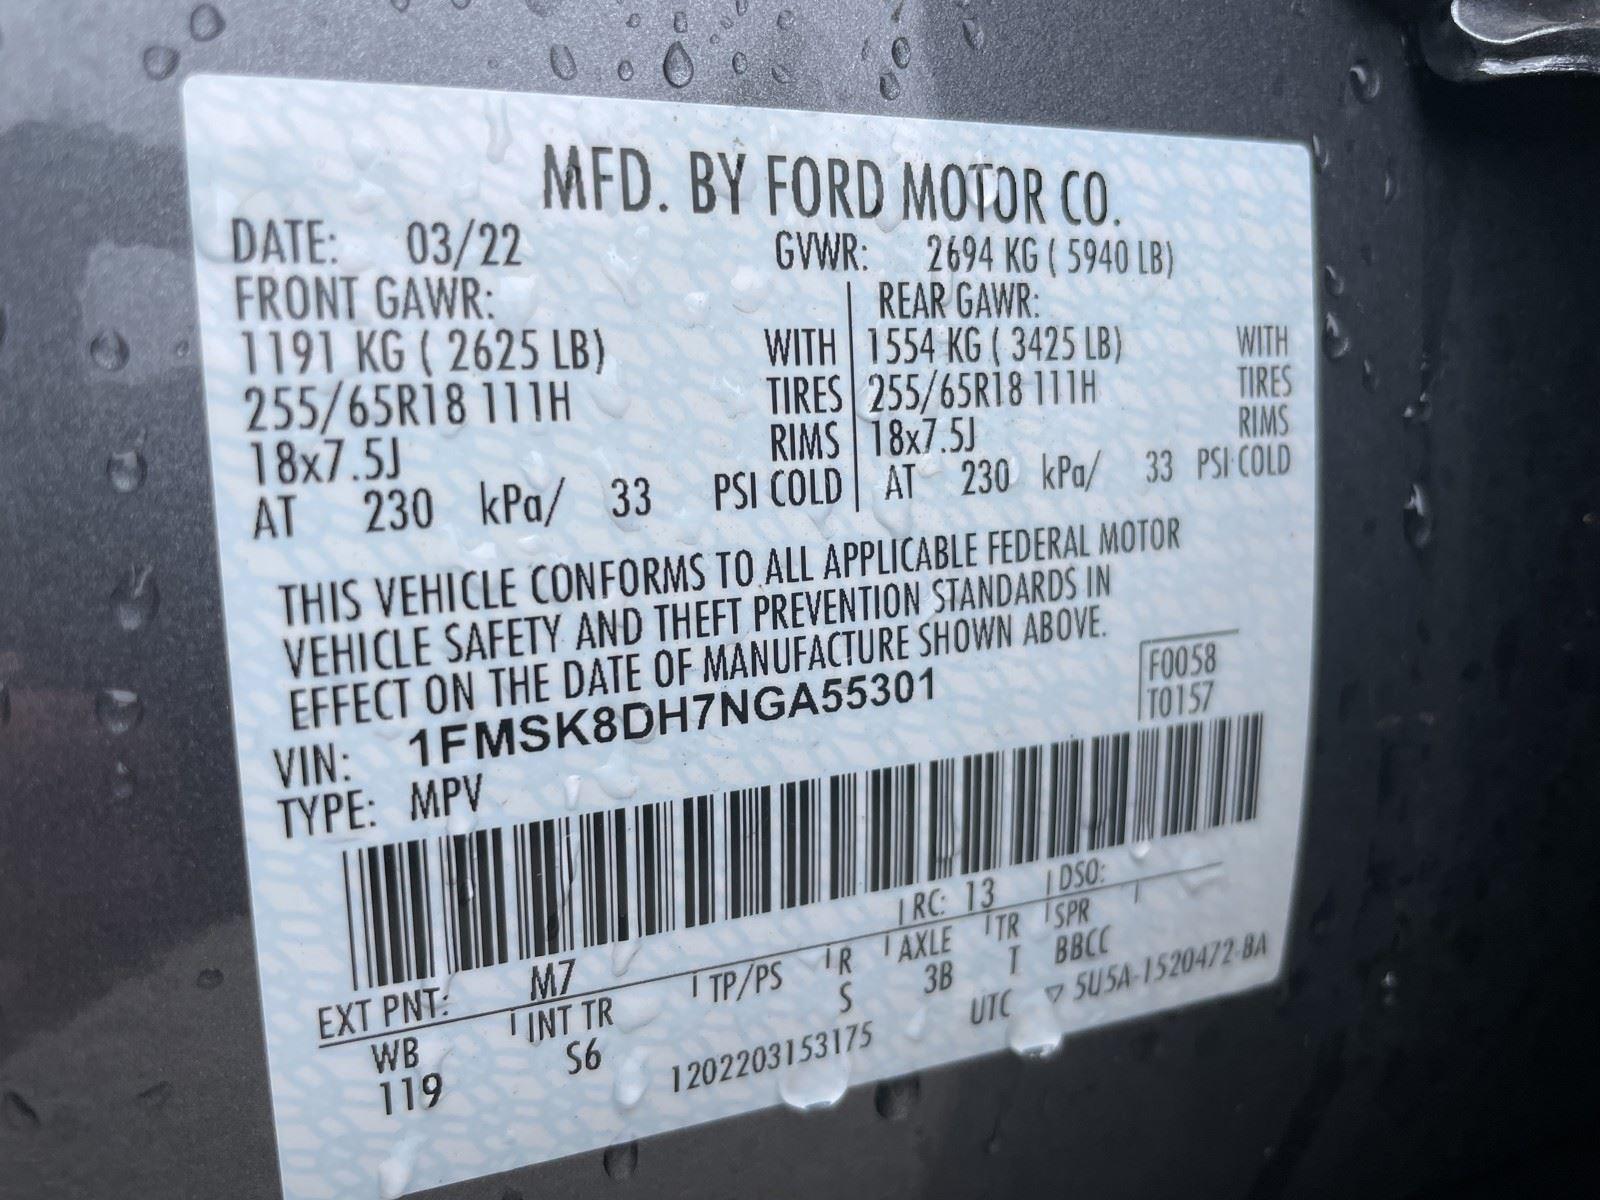 MFD. BY FORD MOTOR CO.
DATE: 03/22 GVWR: 2694 KG ( 5940 LB)
FRONT GAWR: REAR GAWR:
1191 KG ( 2625 LB) WITH 1554 KG ( 3425 LB) WITH
255/65R18 111H TIRES 255/65R18 111H TIRES
18x7.5J RIMS 18x7.5J RIMS
AT 230 kPa/ 33 PSI COLD AT 230 kPa/ 33 PSI COLD
THIS VEHICLE CONFORMS TO ALL APPLICABLE FEDERAL MOTOR
VEHICLE SAFETY AND THEFT PREVENTION STANDARDS IN
EFFECT ON THE DATE OF MANUFACTURE SHOWN ABOVE.
VIN: 1FMSK8DH7NGA55301 F0058
TYPE: MPV T0157
EXT PNT: M7 RC: 13 DSO:
WB INT TR TP/PS R AXLE TR SPR
119 S6 S 3B T BBCC
1202203153175 UTC ▽ 5U5A-1520472-BA